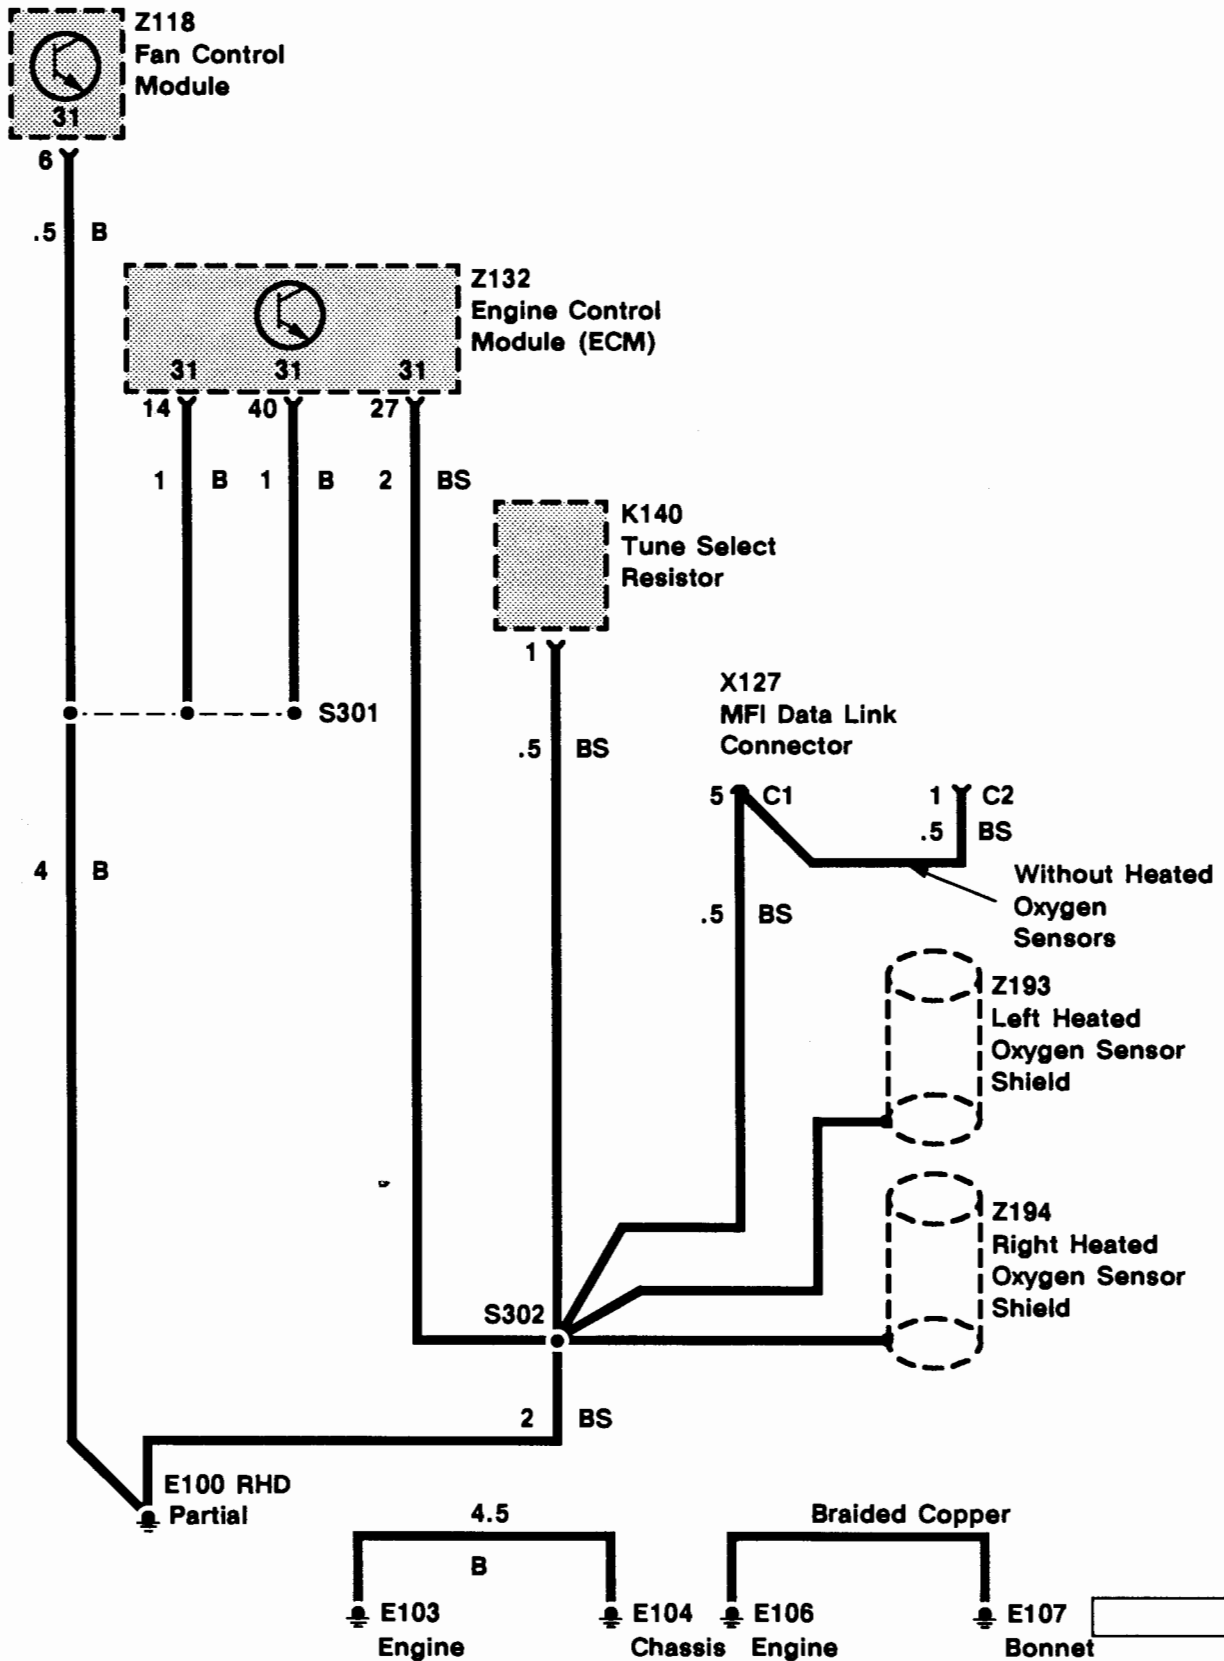 Z118
Fan Control
Module
31
6
.5 B
Z132
Engine Control
Module (ECM)
31 31 31
14 40 27
1 B 1 B 2 BS
K140
Tune Select
Resistor
1
X127
MFI Data Link
Connector
S301
.5 BS
5 C1 1 C2
.5 BS
4 B
Without Heated
Oxygen
Sensors
.5 BS
Z193
Left Heated
Oxygen Sensor
Shield
Z194
Right Heated
Oxygen Sensor
Shield
S302
2 BS
E100 RHD
Partial
4.5
B
Braided Copper
E103
Engine
E104
Chassis
E106
Engine
E107
Bonnet